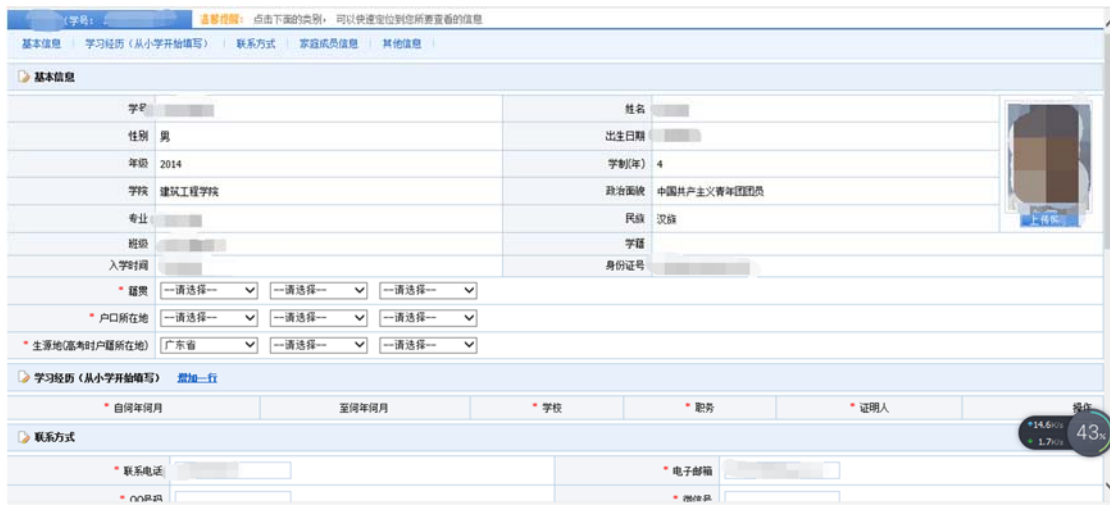 (学号: 温馨提醒: 点击下面的类别, 可以快速定位到您所要查看的信息
基本信息 学习经历(从小学开始填写) 联系方式 家庭成员信息 其他信息
基本信息
学号 姓名
性别 男 出生日期
年级 2014 学制(年) 4
学院 建筑工程学院 政治面貌 中国共产主义青年团团员
专业 民族 汉族
上传
班级 学籍
入学时间 身份证号
* 籍贯 --请选择-- --请选择-- --请选择--
* 户口所在地 --请选择-- --请选择-- --请选择--
* 生源地(高考时户籍所在地) 广东省 --请选择-- --请选择--
学习经历(从小学开始填写) 增加一行
* 自何年何月 至何年何月 * 学校 * 职务 * 证明人 操作
14.6K/s
43%
1.7K/s
联系方式
* 联系电话 * 电子邮箱
* QQ号码 * 微信号